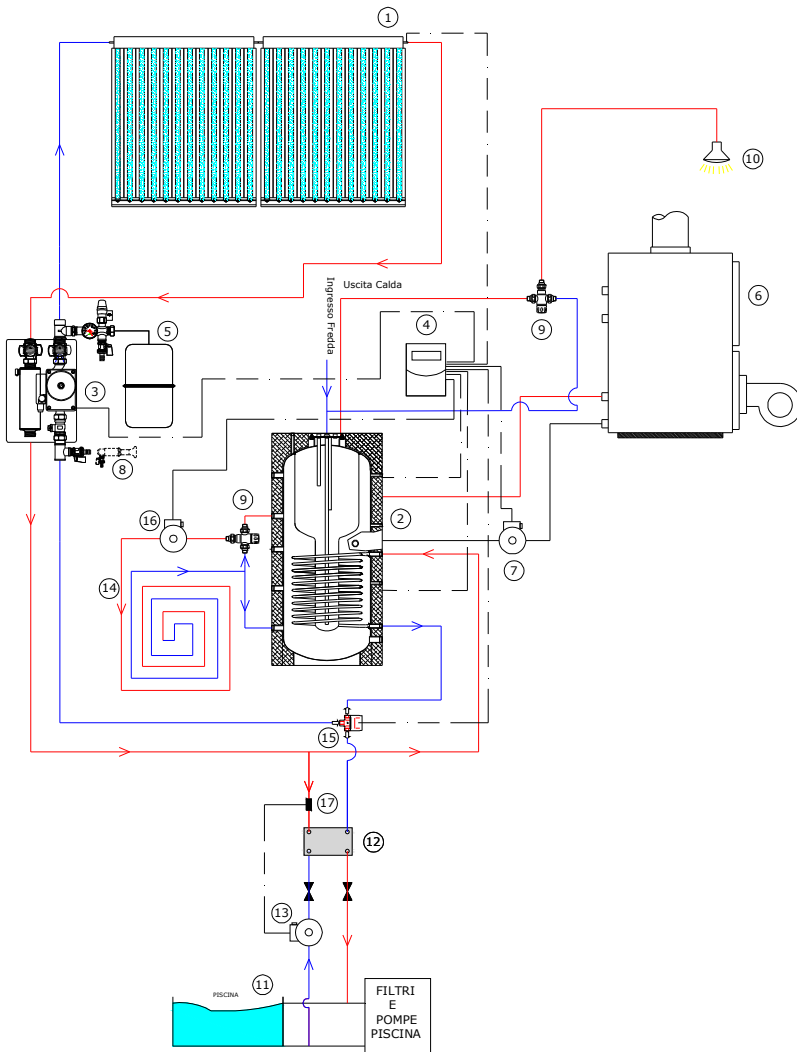 1
10
Ingresso Fredda
Uscita Calda
6
5
4
9
3
8
9
2
16
7
14
15
17
12
13
11
PISCINA
FILTRI
E
POMPE
PISCINA